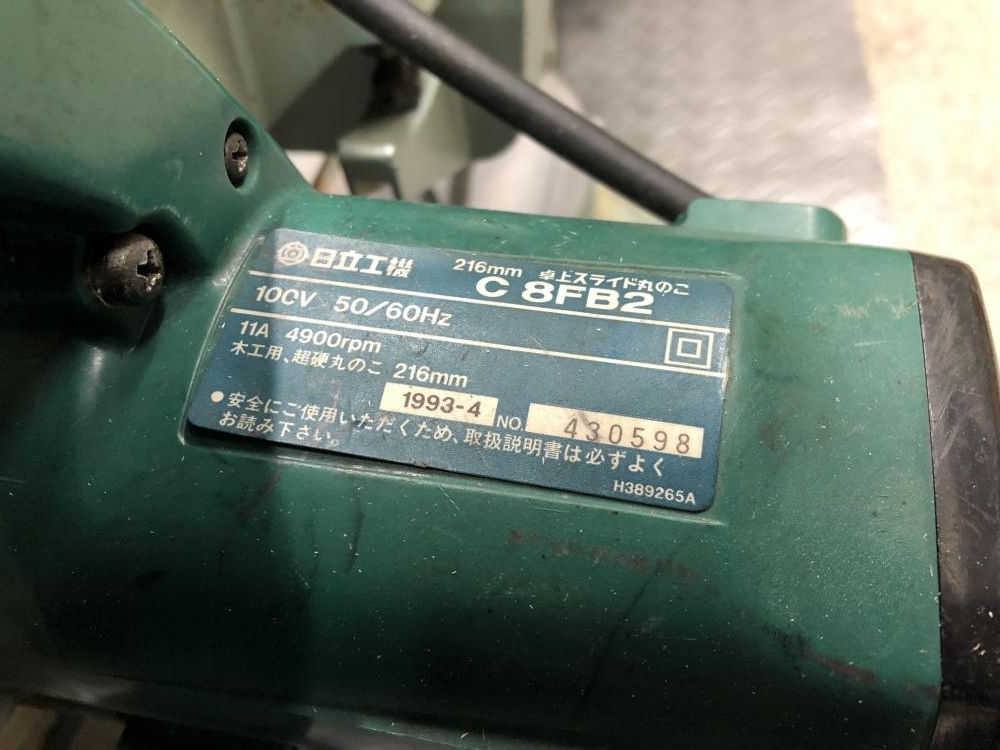 日立工機
216mm 卓上スライド丸のこ
C 8FB2
100V 50/60Hz
11A 4900rpm
木工用、超硬丸のこ 216mm
1993-4 NO. 430598
●安全にご使用いただくため、取扱説明書は必ずよく
お読み下さい。
H389265A